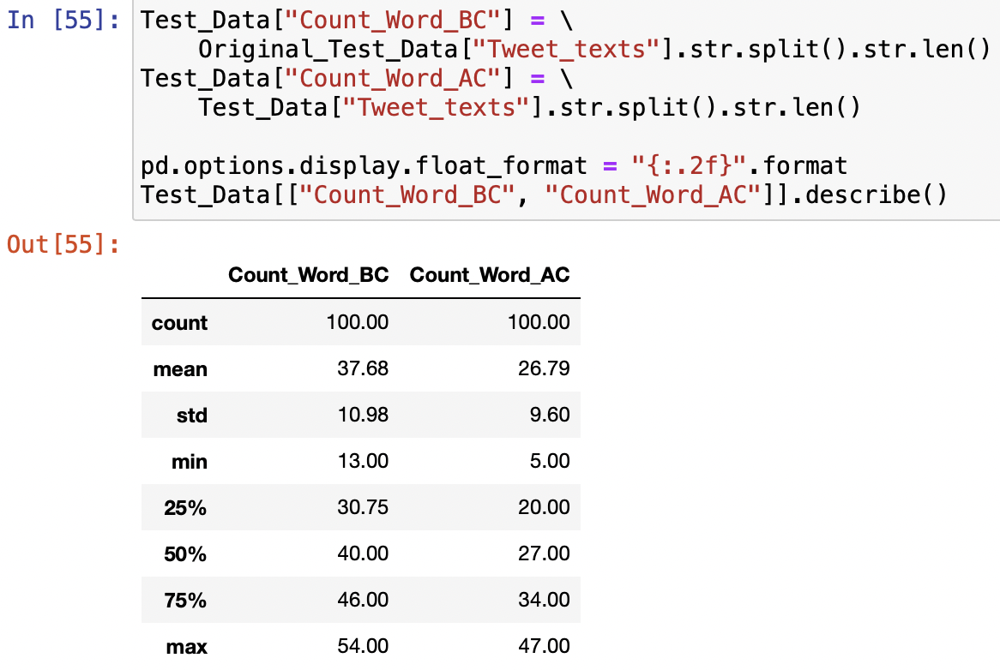 In [55]: Test_Data["Count_Word_BC"] = \
Original_Test_Data["Tweet_texts"].str.split().str.len()
Test_Data["Count_Word_AC"] = \
Test_Data["Tweet_texts"].str.split().str.len()
pd.options.display.float_format = "{:.2f}".format
Test_Data[["Count_Word_BC", "Count_Word_AC"]].describe()
Out[55]:
Count_Word_BC Count_Word_AC
count 100.00 100.00
mean 37.68 26.79
std 10.98 9.60
min 13.00 5.00
25% 30.75 20.00
50% 40.00 27.00
75% 46.00 34.00
max 54.00 47.00